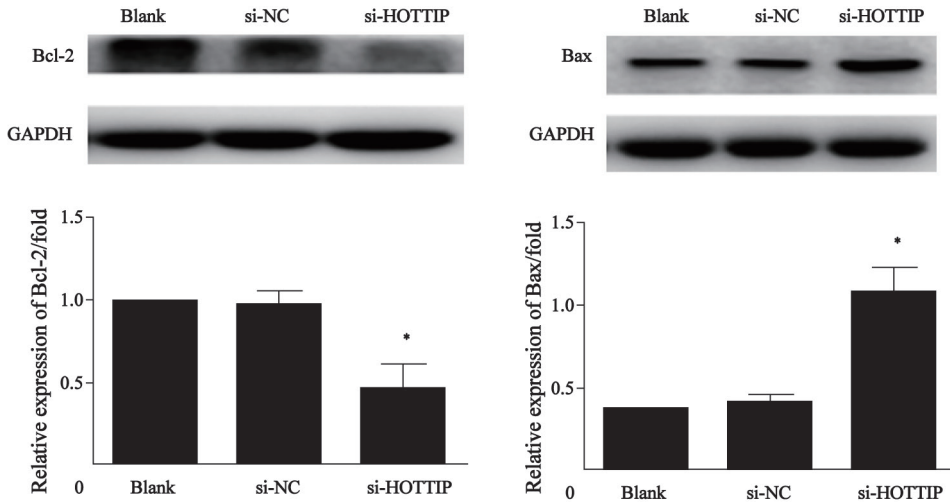 Blank si-NC si-HOTTIP
Bcl-2
GAPDH
Relative expression of Bcl-2/fold
1.5
1.0
0.5
0
Blank si-NC si-HOTTIP
*
Blank si-NC si-HOTTIP
Bax
GAPDH
Relative expression of Bax/fold
1.5
1.0
0.5
0
Blank si-NC si-HOTTIP
*